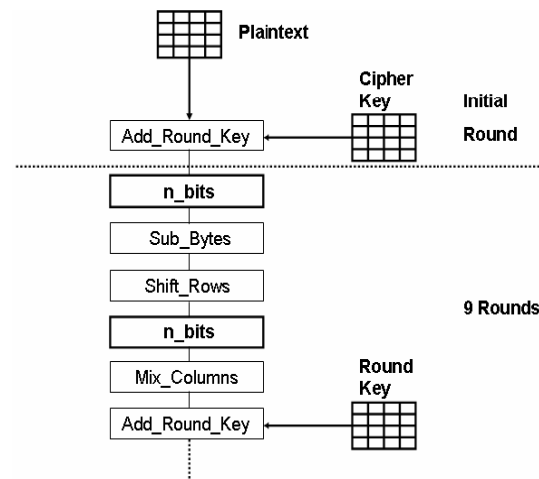 Plaintext
Cipher
Key
Initial
Add_Round_Key
Round
n_bits
Sub_Bytes
Shift_Rows
9 Rounds
n_bits
Mix_Columns
Round
Key
Add_Round_Key